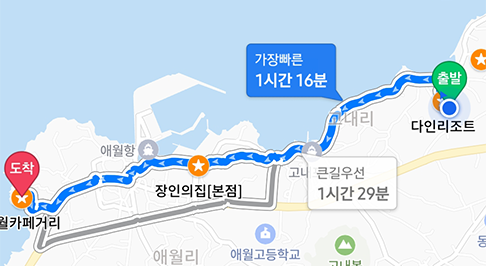 가장빠른
1시간 16분
출발
다인리조트
고내리
애월항
고나
큰길우선
1시간 29분
도착
장인의집[본점]
월카페거리
애월리
애월고등학교
고내봉
동